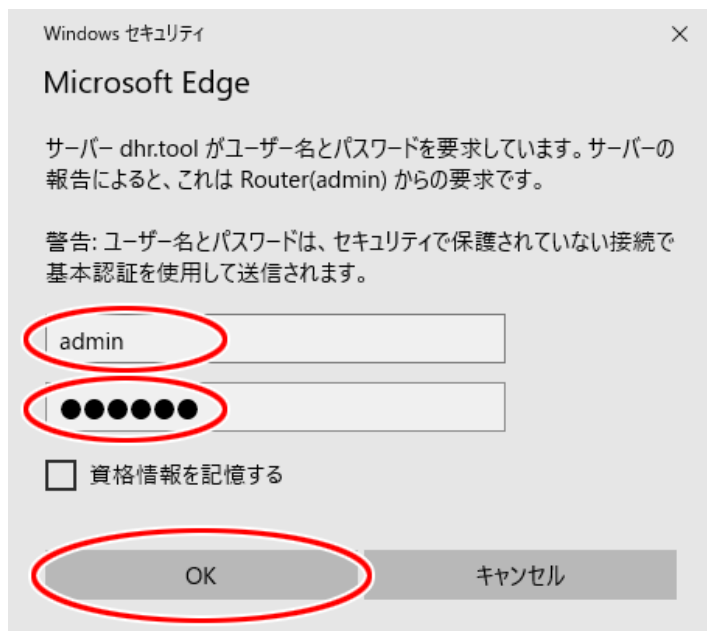 Windows セキュリティ
Microsoft Edge
サーバー dhr.tool がユーザー名とパスワードを要求しています。サーバーの
報告によると、これは Router(admin) からの要求です。
警告: ユーザー名とパスワードは、セキュリティで保護されていない接続で
基本認証を使用して送信されます。
admin
●●●●●●
資格情報を記憶する
OK
キャンセル